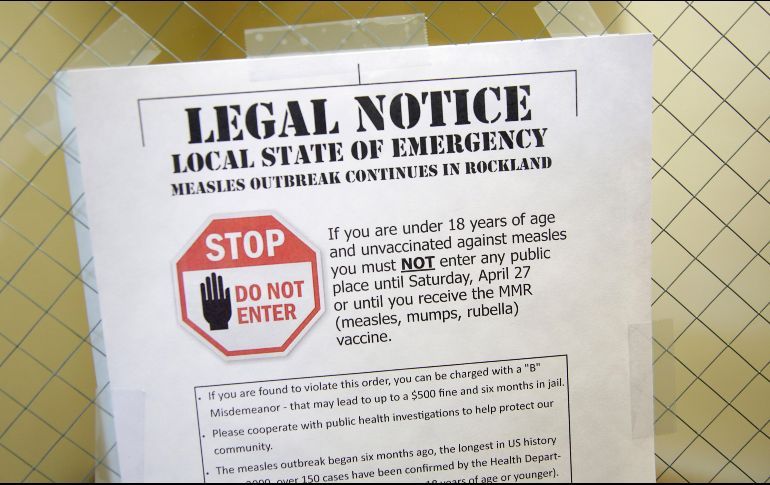 LEGAL NOTICE
LOCAL STATE OF EMERGENCY
MEASLES OUTBREAK CONTINUES IN ROCKLAND
STOP
DO NOT
ENTER
If you are under 18 years of age
and unvaccinated against measles
you must NOT enter any public
place until Saturday, April 27
or until you receive the MMR
(measles, mumps, rubella)
vaccine.
• If you are found to violate this order, you can be charged with a "B"
Misdemeanor - that may lead to up to a $500 fine and six months in jail.
• Please cooperate with public health investigations to help protect our
community.
• The measles outbreak began six months ago, the longest in US history
over 150 cases have been confirmed by the Health Depart-
years of age or younger).